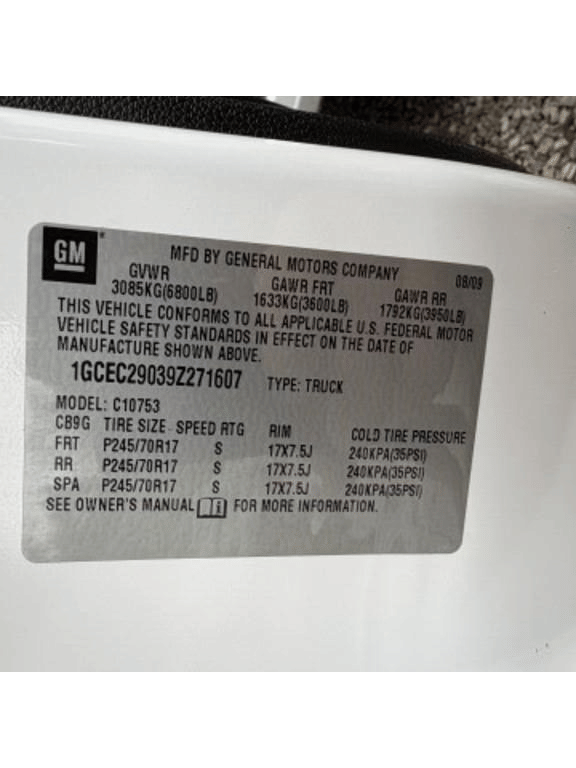 GM®
MFD BY GENERAL MOTORS COMPANY 08/09
GVWR GAWR FRT GAWR RR
3085KG(6800LB) 1633KG(3600LB) 1792KG(3950LB)
THIS VEHICLE CONFORMS TO ALL APPLICABLE U.S. FEDERAL MOTOR
VEHICLE SAFETY STANDARDS IN EFFECT ON THE DATE OF
MANUFACTURE SHOWN ABOVE.
1GCEC29039Z271607 TYPE: TRUCK
MODEL: C10753
CB9G TIRE SIZE SPEED RTG RIM COLD TIRE PRESSURE
FRT P245/70R17 S 17X7.5J 240KPA(35PSI)
RR P245/70R17 S 17X7.5J 240KPA(35PSI)
SPA P245/70R17 S 17X7.5J 240KPA(35PSI)
SEE OWNER'S MANUAL FOR MORE INFORMATION.